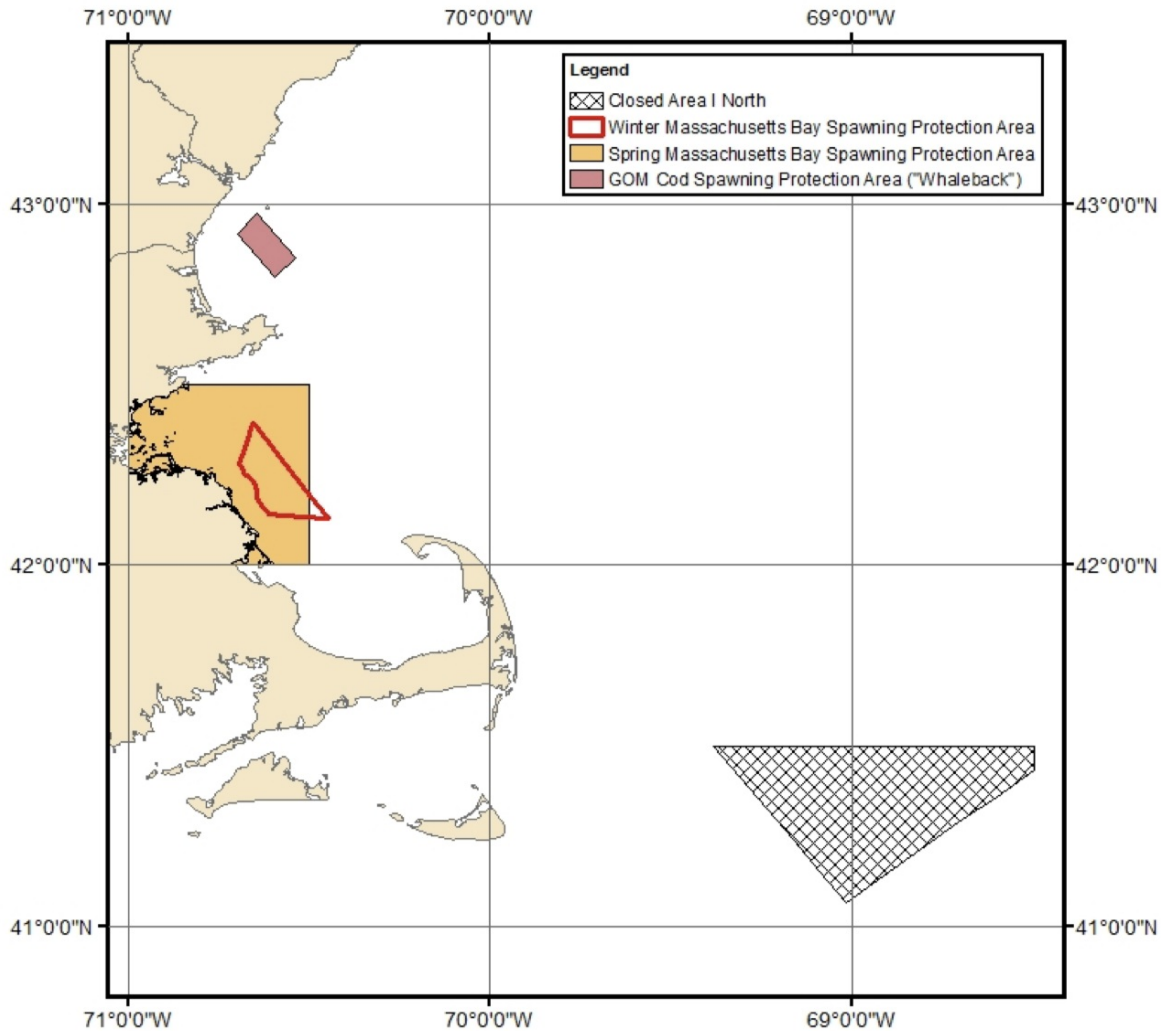 71°0'0"W 70°0'0"W 69°0'0"W
Legend
Closed Area I North
Winter Massachusetts Bay Spawning Protection Area
Spring Massachusetts Bay Spawning Protection Area
GOM Cod Spawning Protection Area ("Whaleback")
43°0'0"N 43°0'0"N
42°0'0"N 42°0'0"N
41°0'0"N 41°0'0"N
71°0'0"W 70°0'0"W 69°0'0"W